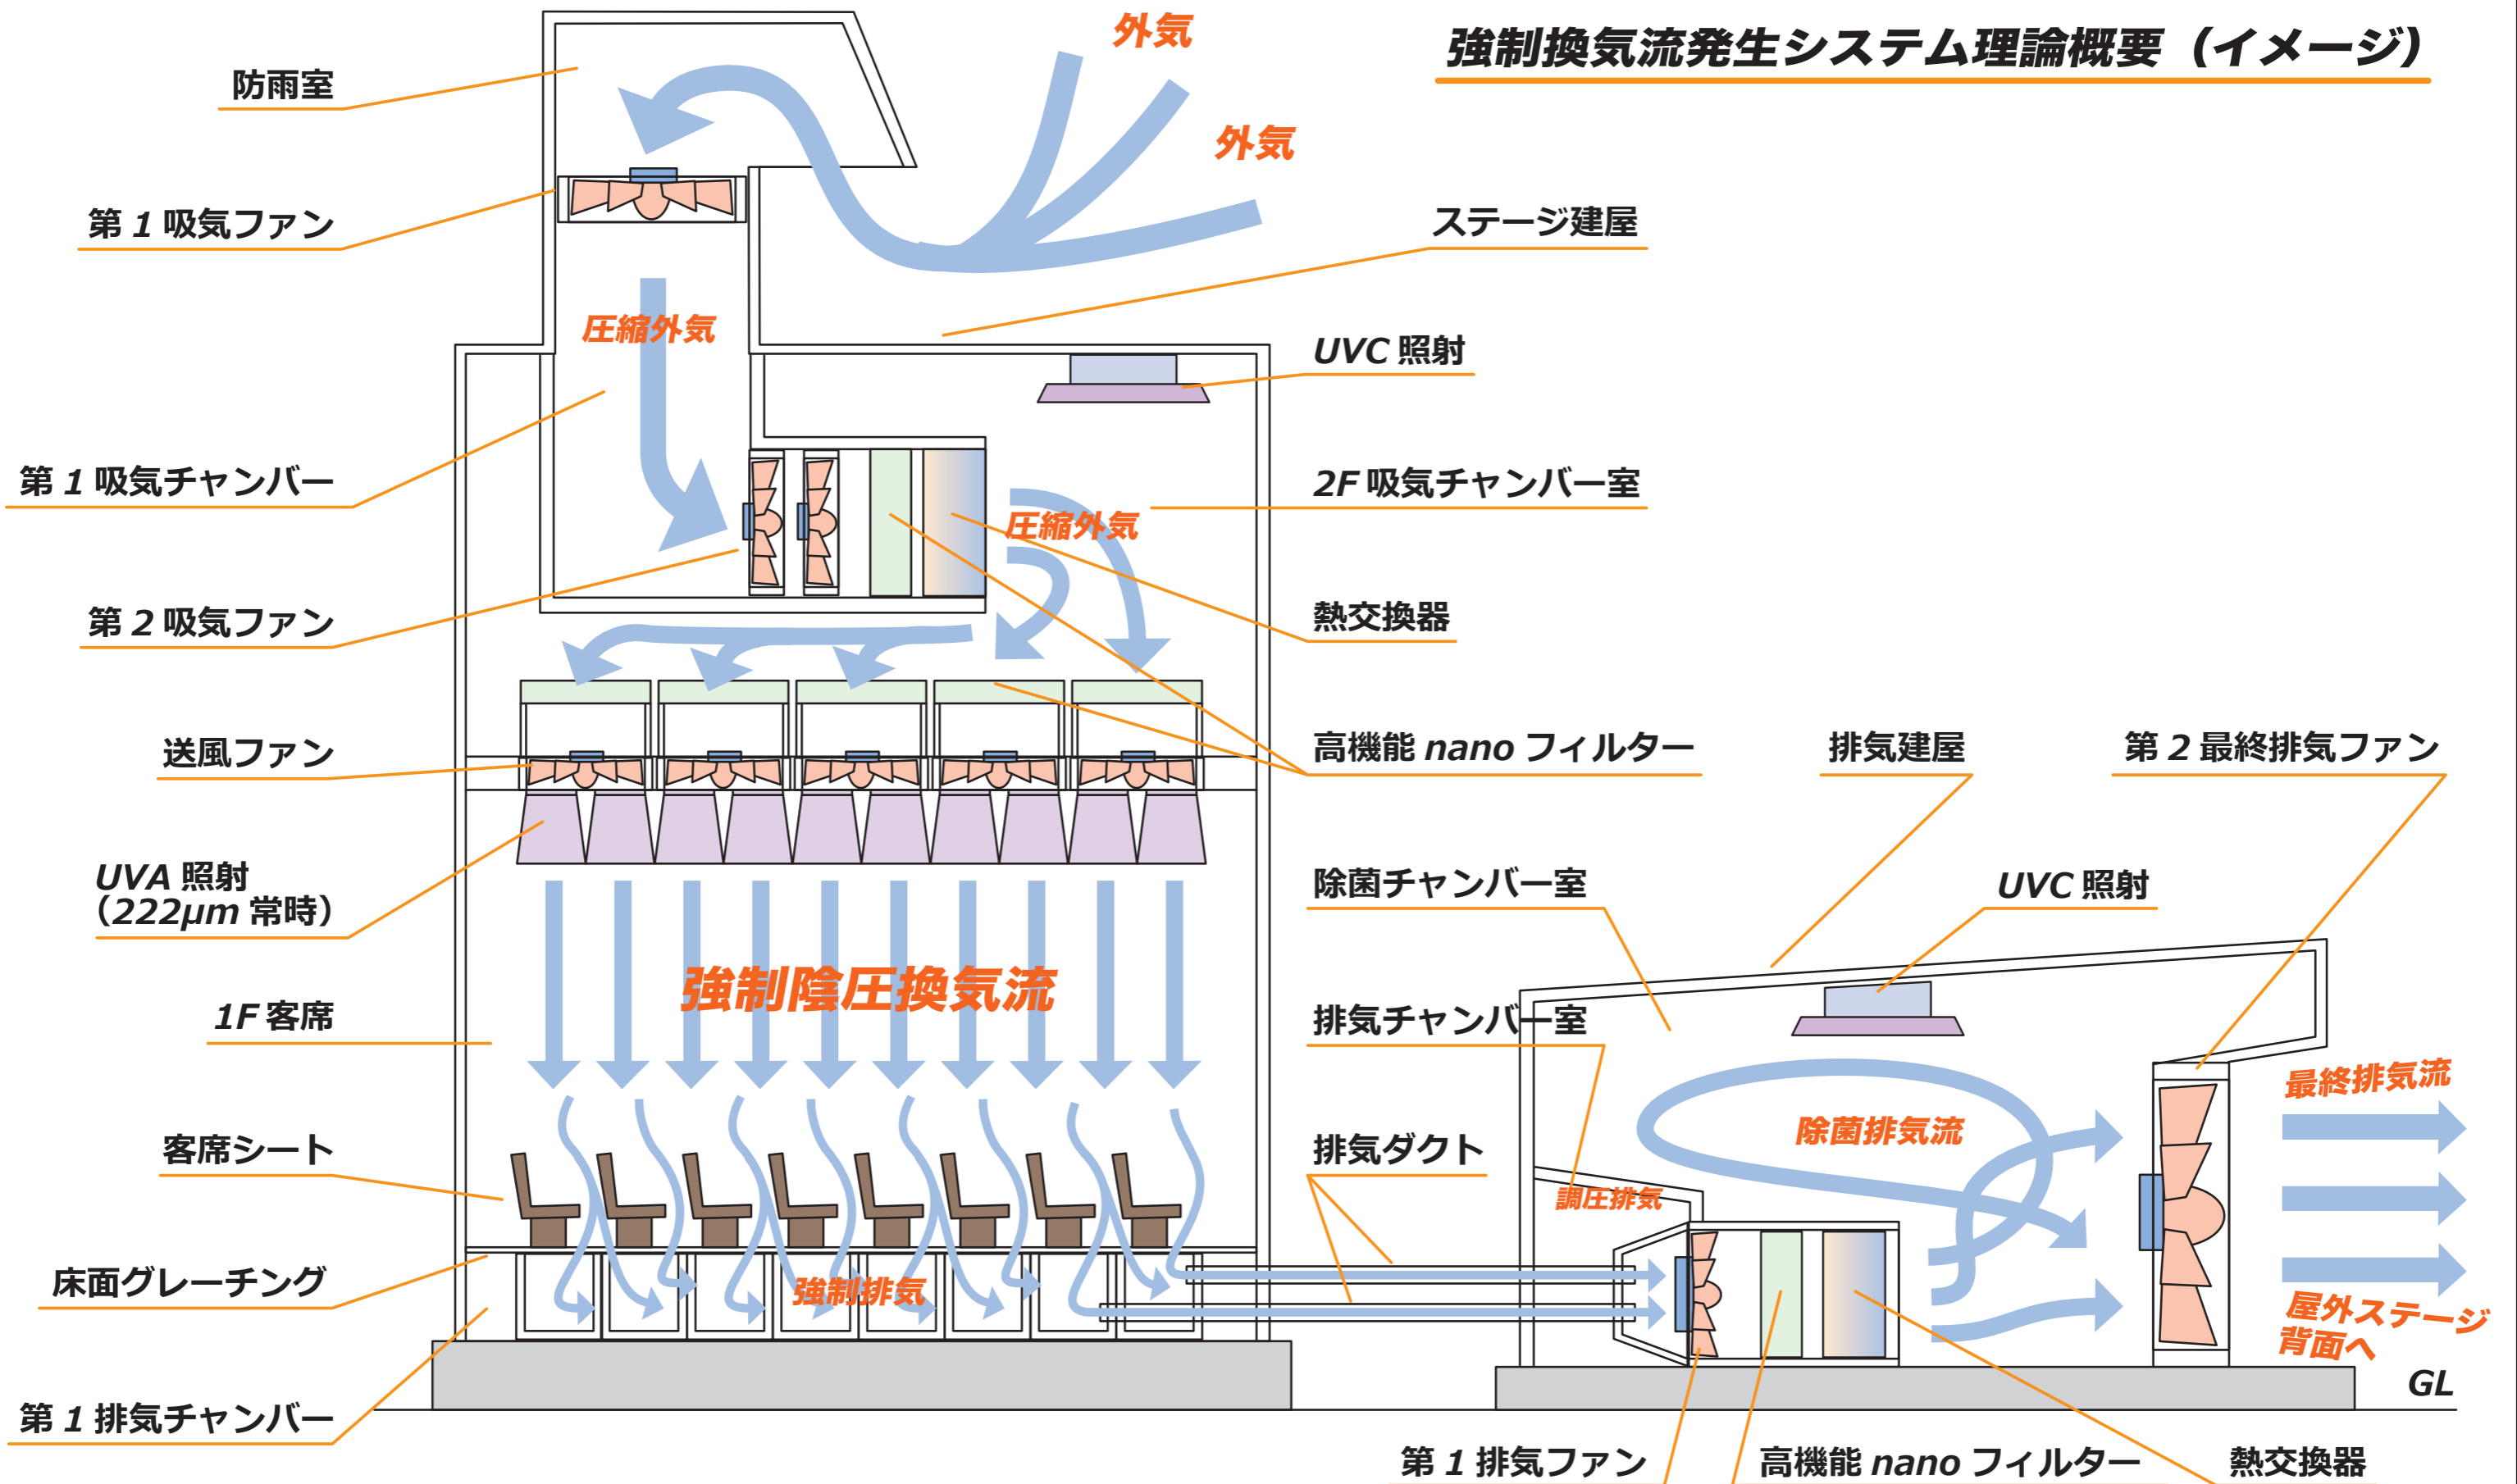 強制換気流発生システム理論概要（イメージ）
外気
外気
防雨室
第1吸気ファン
ステージ建屋
圧縮外気
UVC 照射
第1吸気チャンバー
2F 吸気チャンバー室
圧縮外気
第2吸気ファン
熱交換器
送風ファン
高機能 nano フィルター
排気建屋
第2最終排気ファン
UVA 照射
（222μm 常時）
除菌チャンバー室
UVC 照射
強制陰圧換気流
1F 客席
排気チャンバー室
最終排気流
客席シート
排気ダクト
除菌排気流
調圧排気
床面グレーチング
強制排気
屋外ステージ
背面へ
GL
第1排気チャンバー
第1排気ファン
高機能 nano フィルター
熱交換器